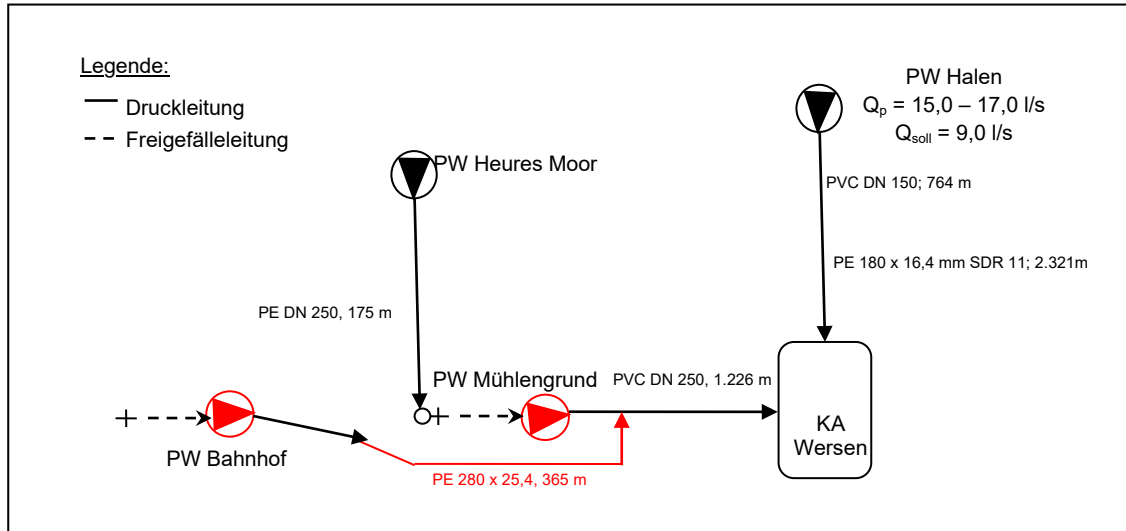 Legende:
Druckleitung
Freigefälleleitung
PW Halen
Qp = 15,0 – 17,0 l/s
Qsoll = 9,0 l/s
PW Heures Moor
PVC DN 150; 764 m
PE 180 x 16,4 mm SDR 11; 2.321m
PE DN 250, 175 m
PW Mühlengrund
PVC DN 250, 1.226 m
PW Bahnhof
KA
Wersen
PE 280 x 25,4, 365 m